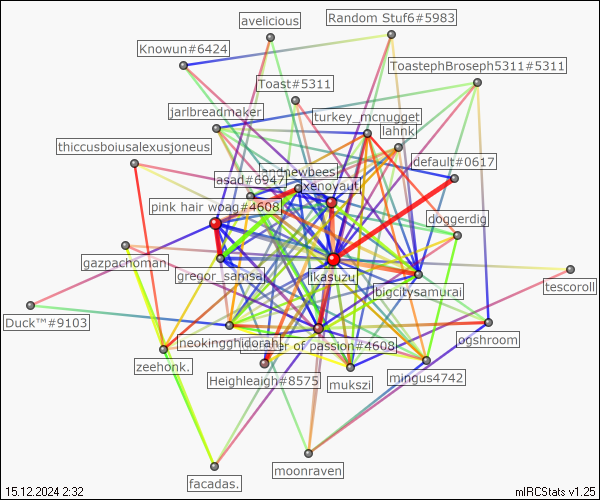 avelicious
Random Stuf6#5983
Knowun#6424
ToastephBroseph5311#5311
Toast#5311
jarlbreadmaker
turkey_mcnugget
lahnk
thiccusboiusalexusjoneus
default#0617
andnewbees
asad#6947
xenoyaut
pink hair woag#4608
doggerdig
gazpachoman
gregor_sansa
ikasuzu
bigcitysamurai
tescoroll
Duck™#9103
neokingghidorah
er of passion#4608
ogshroom
zeehonk.
Heighleaigh#8575
mukszi
mingus4742
facadas.
moonraven
15.12.2024 2:32
mIRCStats v1.25